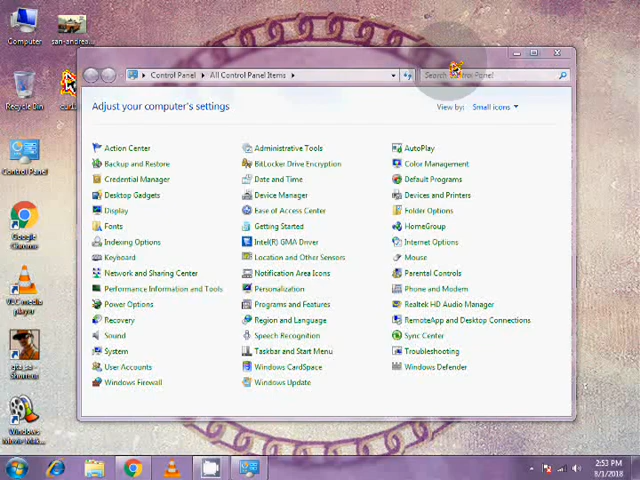 Computer
san-andrea...
Recycle Bin
Control Panel
Google Chrome
VLC media player
Windows Movie Mak...
Control Panel
All Control Panel Items
Search Control Panel
Adjust your computer's settings
View by: Small icons
Action Center
Administrative Tools
AutoPlay
Backup and Restore
BitLocker Drive Encryption
Color Management
Credential Manager
Date and Time
Default Programs
Desktop Gadgets
Device Manager
Devices and Printers
Display
Ease of Access Center
Folder Options
Fonts
Getting Started
HomeGroup
Indexing Options
Intel(R) GMA Driver
Internet Options
Keyboard
Location and Other Sensors
Mouse
Network and Sharing Center
Notification Area Icons
Parental Controls
Performance Information and Tools
Personalization
Phone and Modem
Power Options
Programs and Features
Realtek HD Audio Manager
Recovery
Region and Language
RemoteApp and Desktop Connections
Sound
Speech Recognition
Sync Center
System
Taskbar and Start Menu
Troubleshooting
User Accounts
Windows CardSpace
Windows Defender
Windows Firewall
Windows Update
2:53 PM
8/1/2018